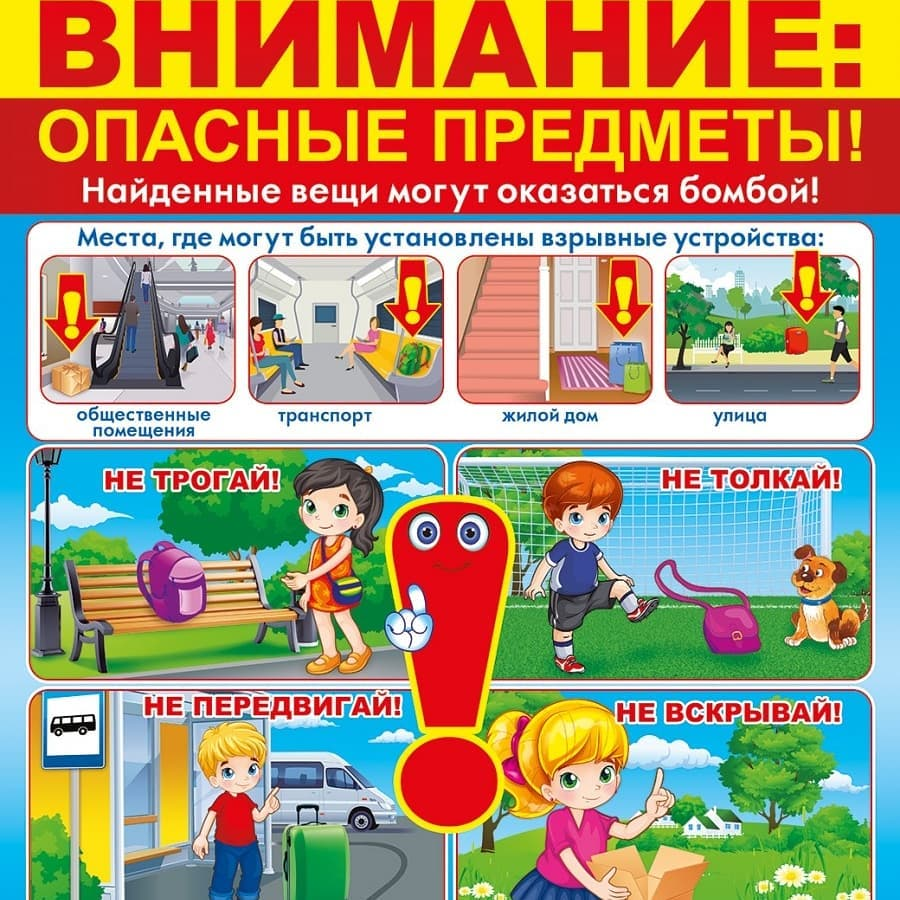 ВНИМАНИЕ:
ОПАСНЫЕ ПРЕДМЕТЫ!
Найденные вещи могут оказаться бомбой!
Места, где могут быть установлены взрывные устройства:
общественные
помещения
транспорт
жилой дом
улица
НЕ ТРОГАЙ!
НЕ ТОЛКАЙ!
НЕ ПЕРЕДВИГАЙ!
НЕ ВСКРЫВАЙ!